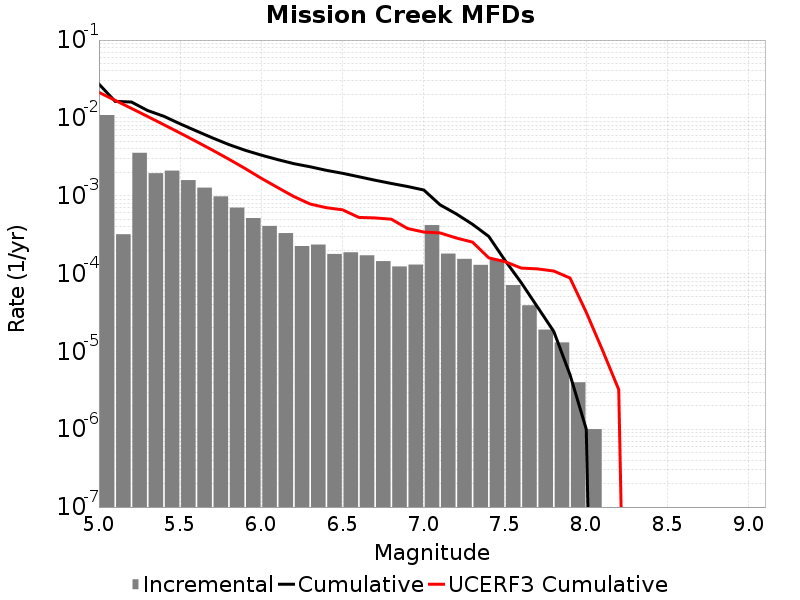 Mission Creek MFDs
10^-1
10^-2
10^-3
10^-4
10^-5
10^-6
10^-7
Rate (1/yr)
5.0 5.5 6.0 6.5 7.0 7.5 8.0 8.5 9.0
Magnitude
Incremental Cumulative UCERF3 Cumulative